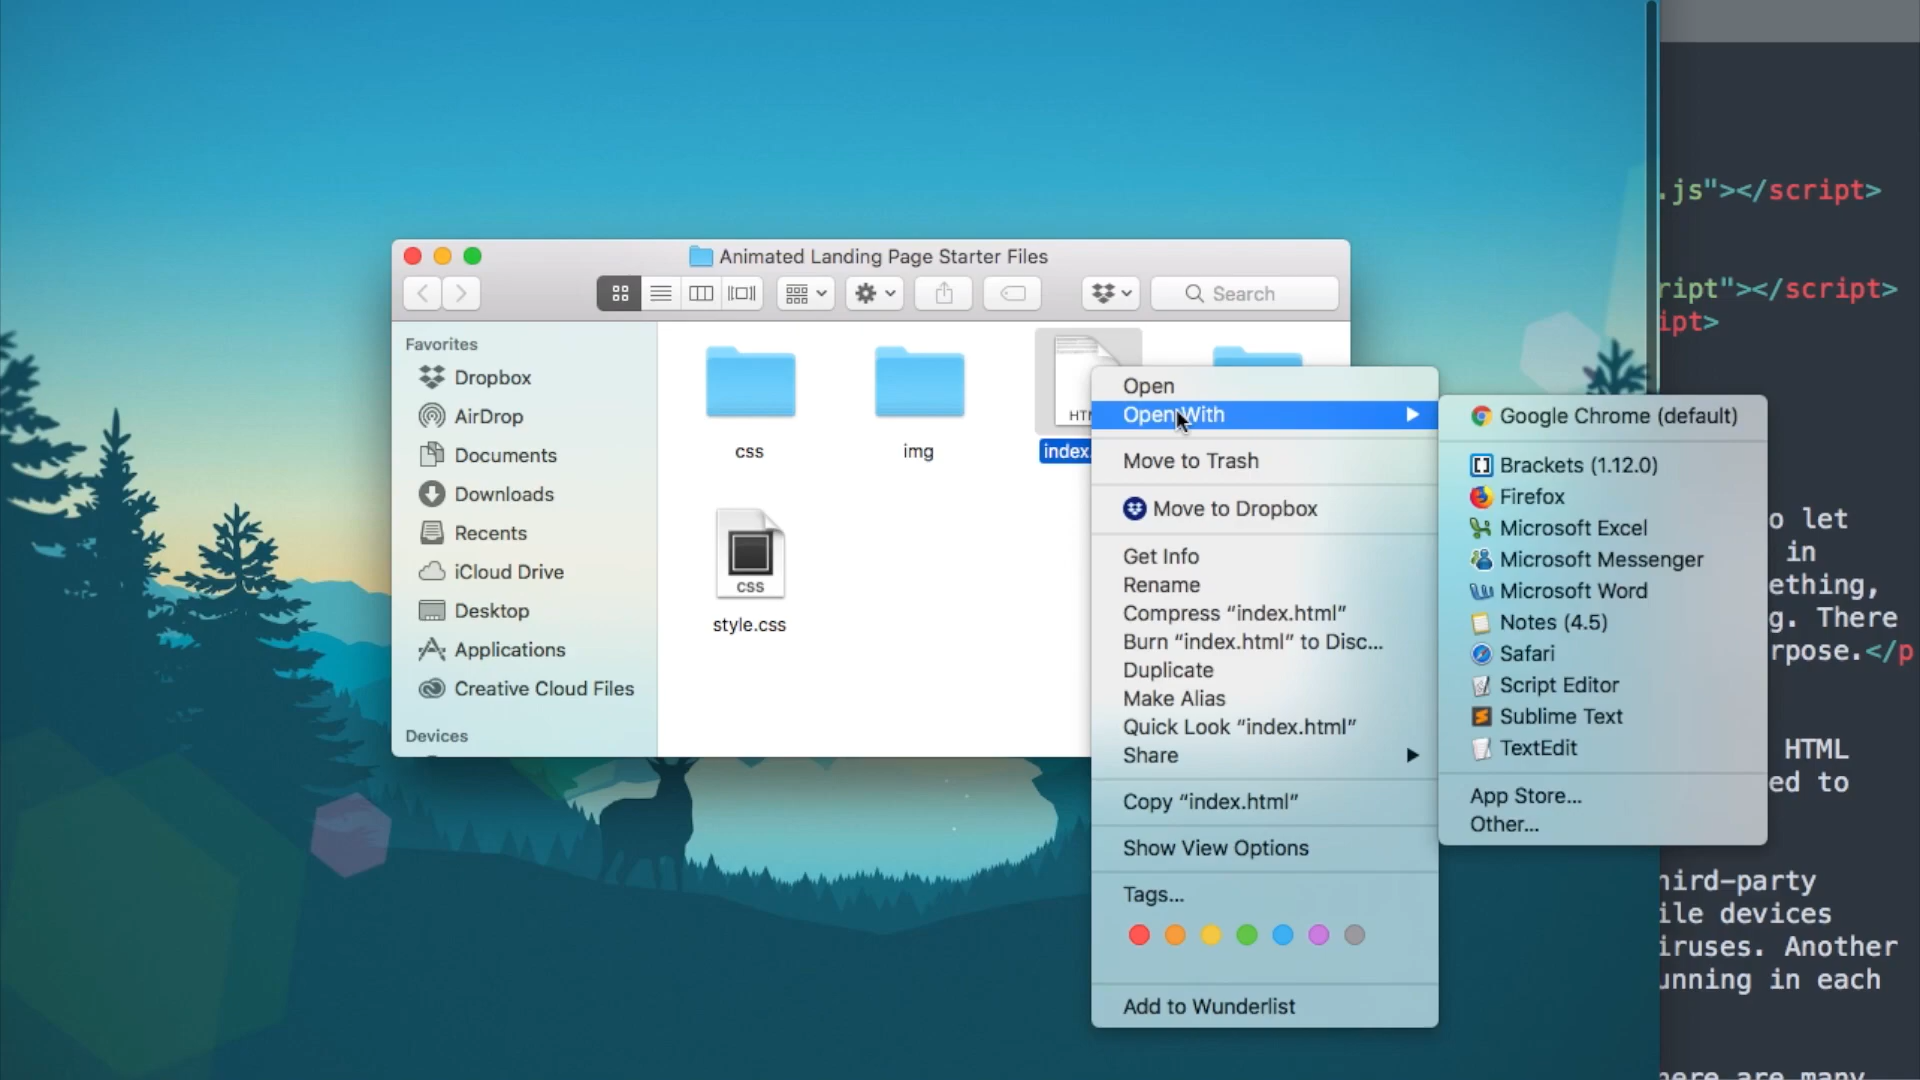 Animated Landing Page Starter Files
Search
Favorites
Dropbox
AirDrop
Documents
Downloads
Recents
iCloud Drive
Desktop
Applications
Creative Cloud Files
Devices
css
img
HTM
index.
css
style.css
Open
Open With
Move to Trash
Move to Dropbox
Get Info
Rename
Compress “index.html”
Burn “index.html” to Disc...
Duplicate
Make Alias
Quick Look “index.html”
Share
Copy “index.html”
Show View Options
Tags...
Add to Wunderlist
Google Chrome (default)
Brackets (1.12.0)
Firefox
Microsoft Excel
Microsoft Messenger
Microsoft Word
Notes (4.5)
Safari
Script Editor
Sublime Text
TextEdit
App Store...
Other...
.js"></script>
ript"></script>
ipt>
o let
in
ething,
g. There
rpose.</p
HTML
ed to
hird-party
ile devices
iruses. Another
unning in each
here are many